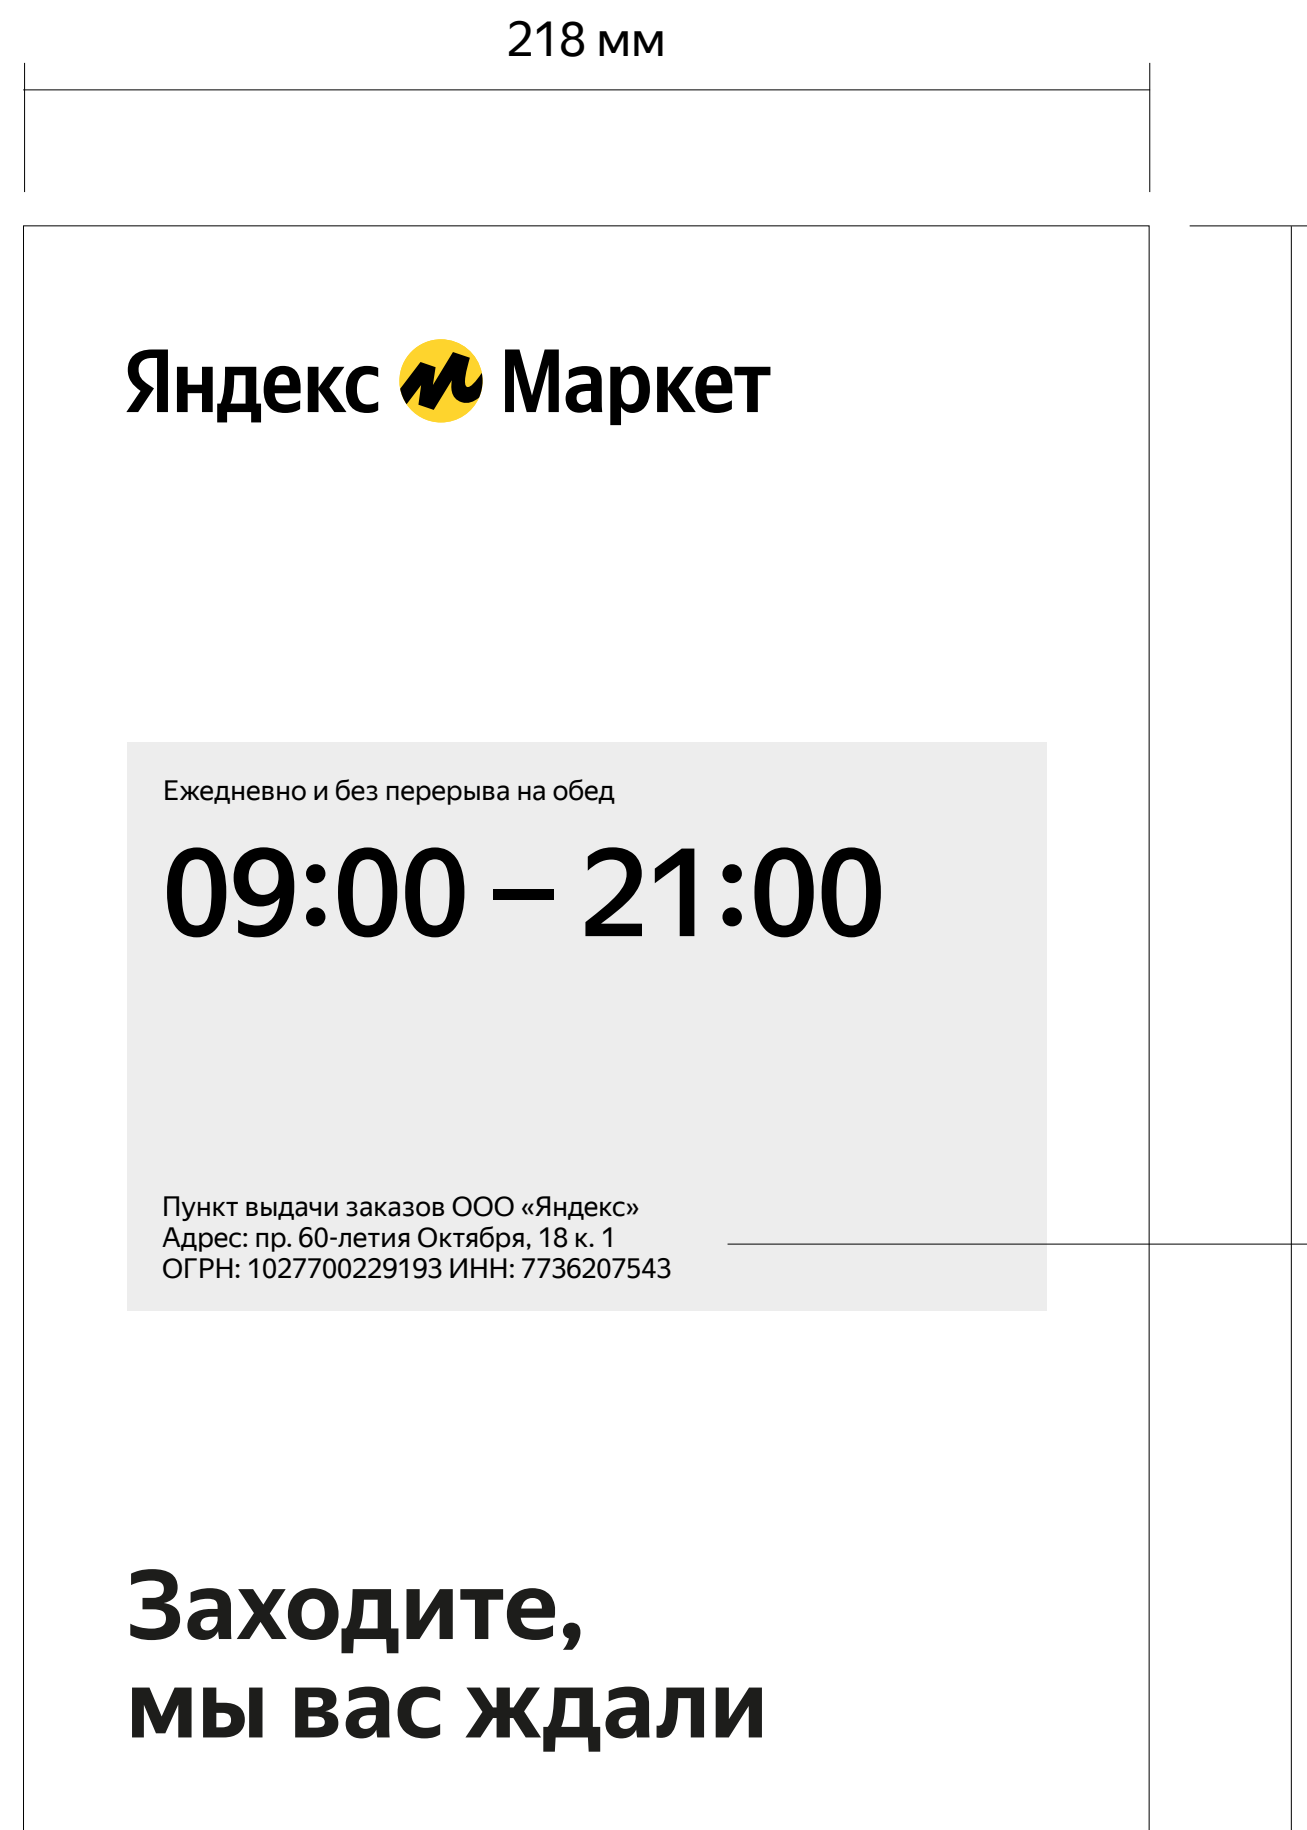 218 мм
Яндекс Маркет
Ежедневно и без перерыва на обед
09:00 – 21:00
Пункт выдачи заказов ООО «Яндекс»
Адрес: пр. 60-летия Октября, 18 к. 1
ОГРН: 1027700229193 ИНН: 7736207543
Заходите,
мы вас ждали